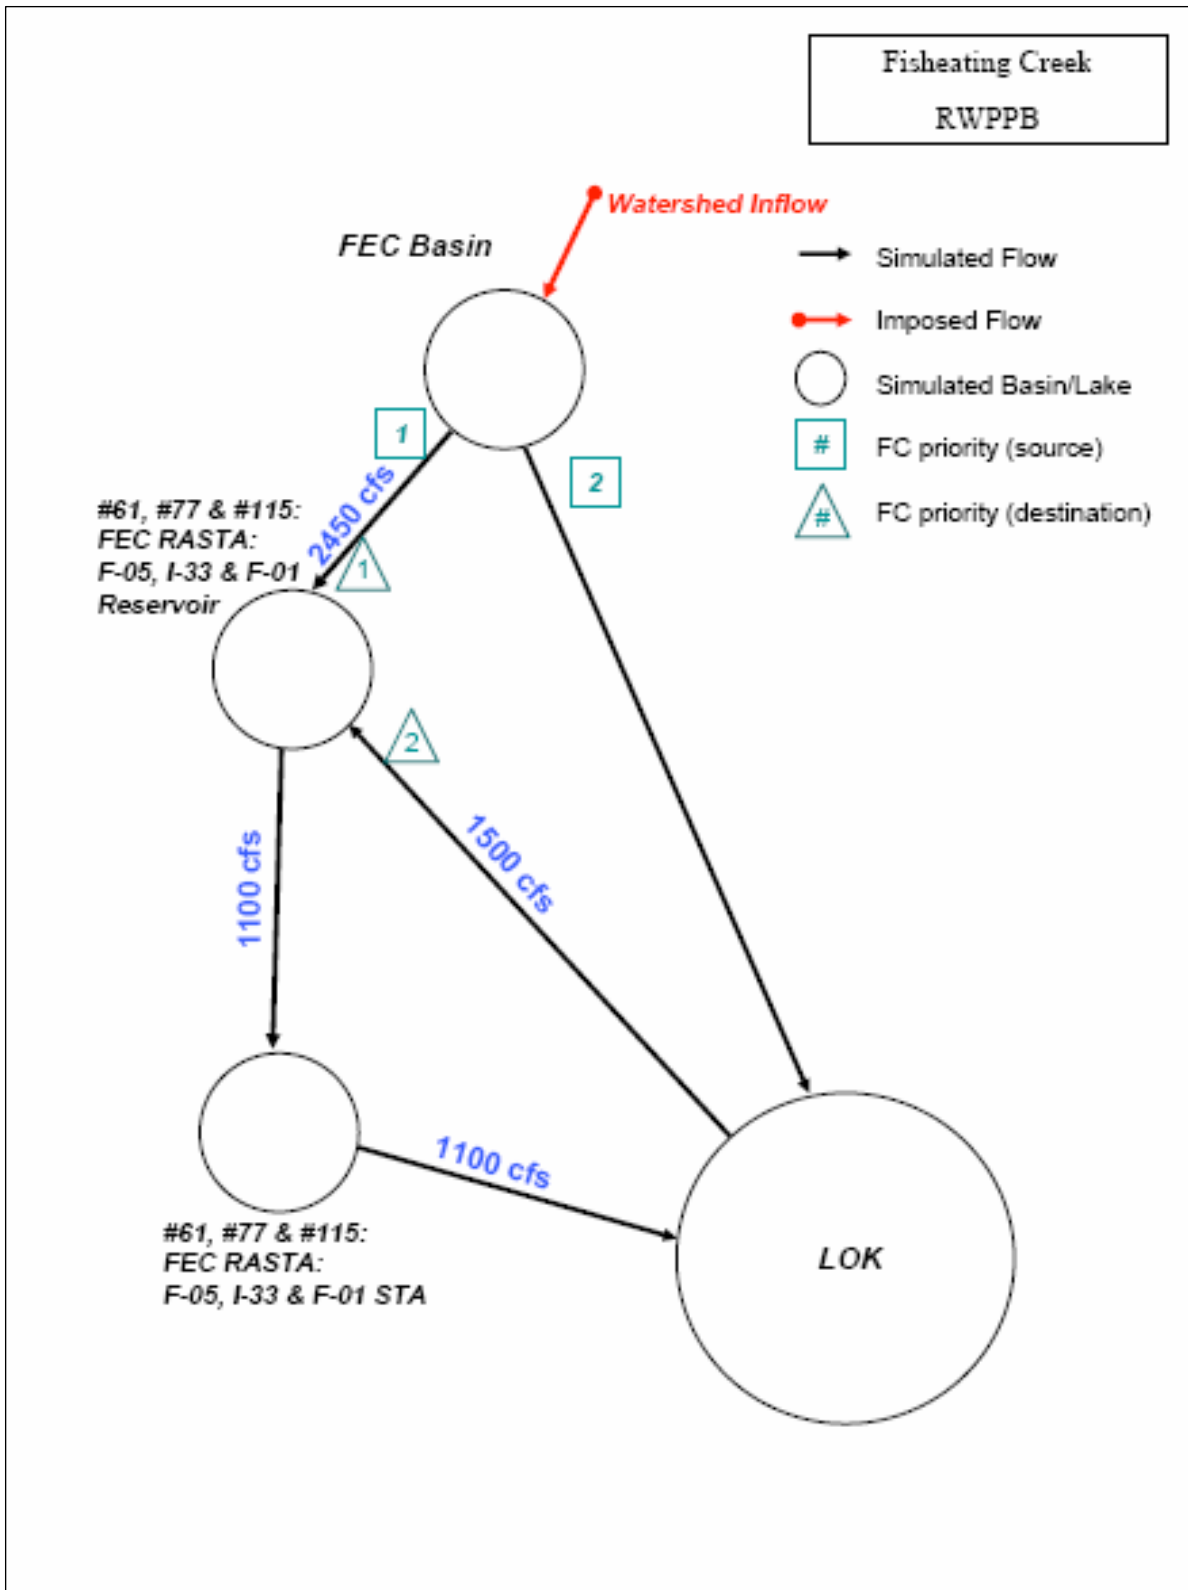 Fisheating Creek
RWPPB
Watershed Inflow
FEC Basin
Simulated Flow
Imposed Flow
Simulated Basin/Lake
# FC priority (source)
# FC priority (destination)
1
2
2450 cfs
#61, #77 & #115:
FEC RASTA:
F-05, I-33 & F-01
Reservoir
1
2
1500 cfs
1100 cfs
1100 cfs
#61, #77 & #115:
FEC RASTA:
F-05, I-33 & F-01 STA
LOK